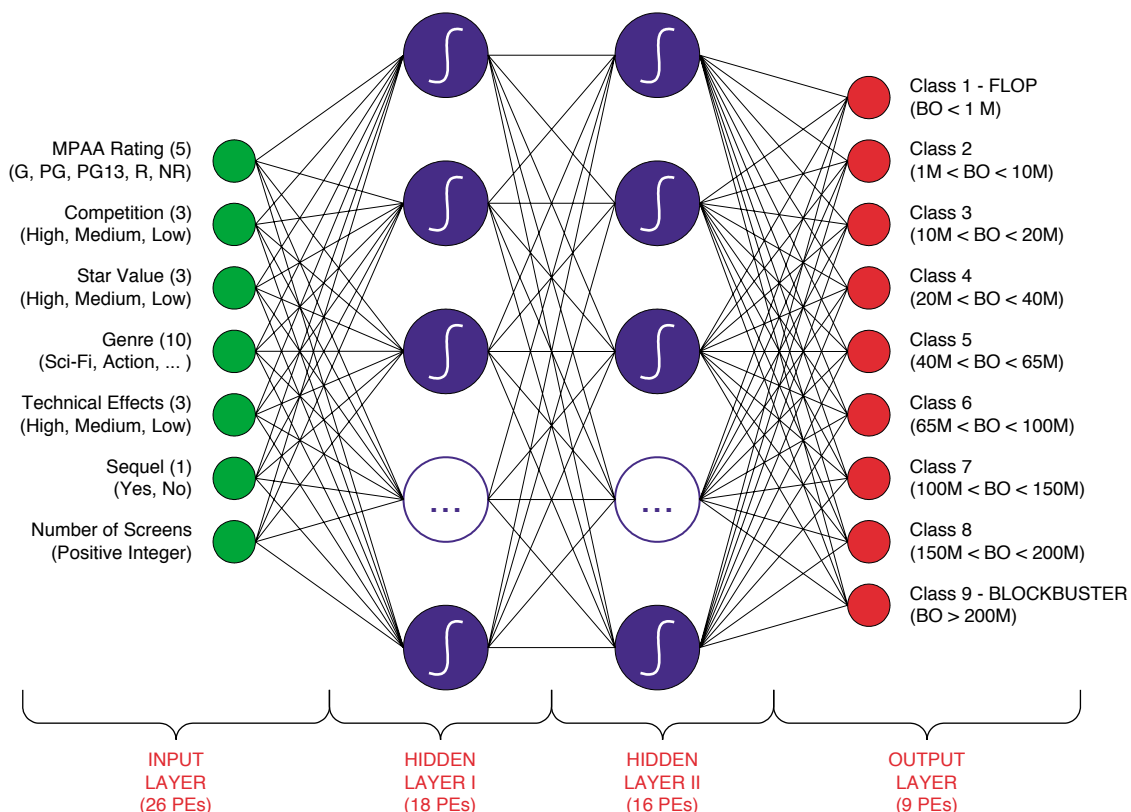 MPAA Rating (5)
(G, PG, PG13, R, NR)
Competition (3)
(High, Medium, Low)
Star Value (3)
(High, Medium, Low)
Genre (10)
(Sci-Fi, Action, ... )
Technical Effects (3)
(High, Medium, Low)
Sequel (1)
(Yes, No)
Number of Screens
(Positive Integer)
...
...
Class 1 - FLOP
(BO < 1 M)
Class 2
(1M < BO < 10M)
Class 3
(10M < BO < 20M)
Class 4
(20M < BO < 40M)
Class 5
(40M < BO < 65M)
Class 6
(65M < BO < 100M)
Class 7
(100M < BO < 150M)
Class 8
(150M < BO < 200M)
Class 9 - BLOCKBUSTER
(BO > 200M)
INPUT
LAYER
(26 PEs)
HIDDEN
LAYER I
(18 PEs)
HIDDEN
LAYER II
(16 PEs)
OUTPUT
LAYER
(9 PEs)